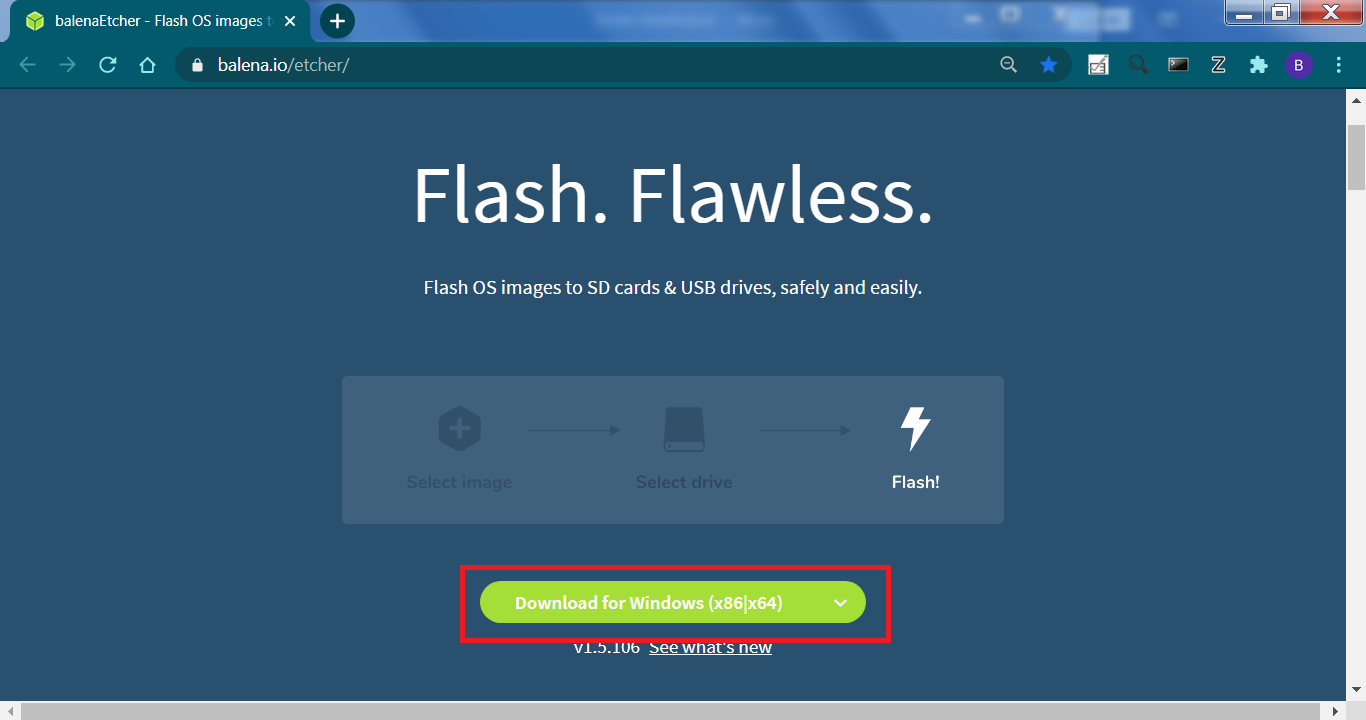 balenaEtcher - Flash OS images t
balena.io/etcher/
Z
B
Flash. Flawless.
Flash OS images to SD cards & USB drives, safely and easily.
Select image
Select drive
Flash!
Download for Windows (x86|x64)
v1.5.106 See what's new